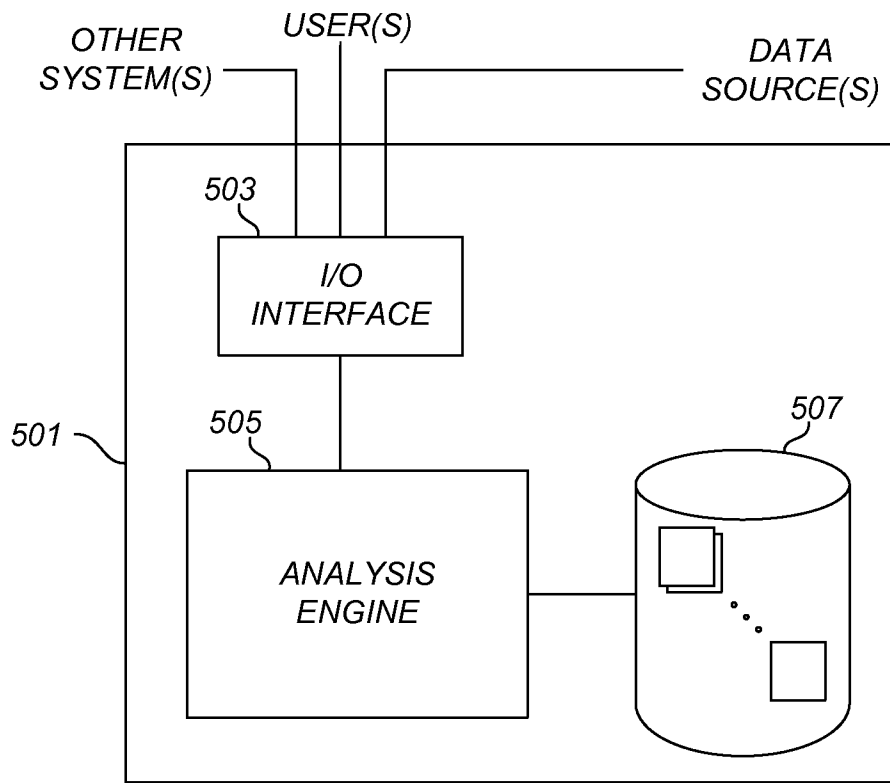 OTHER
SYSTEM(S)
USER(S)
DATA
SOURCE(S)
503
I/O
INTERFACE
501
505
507
ANALYSIS
ENGINE